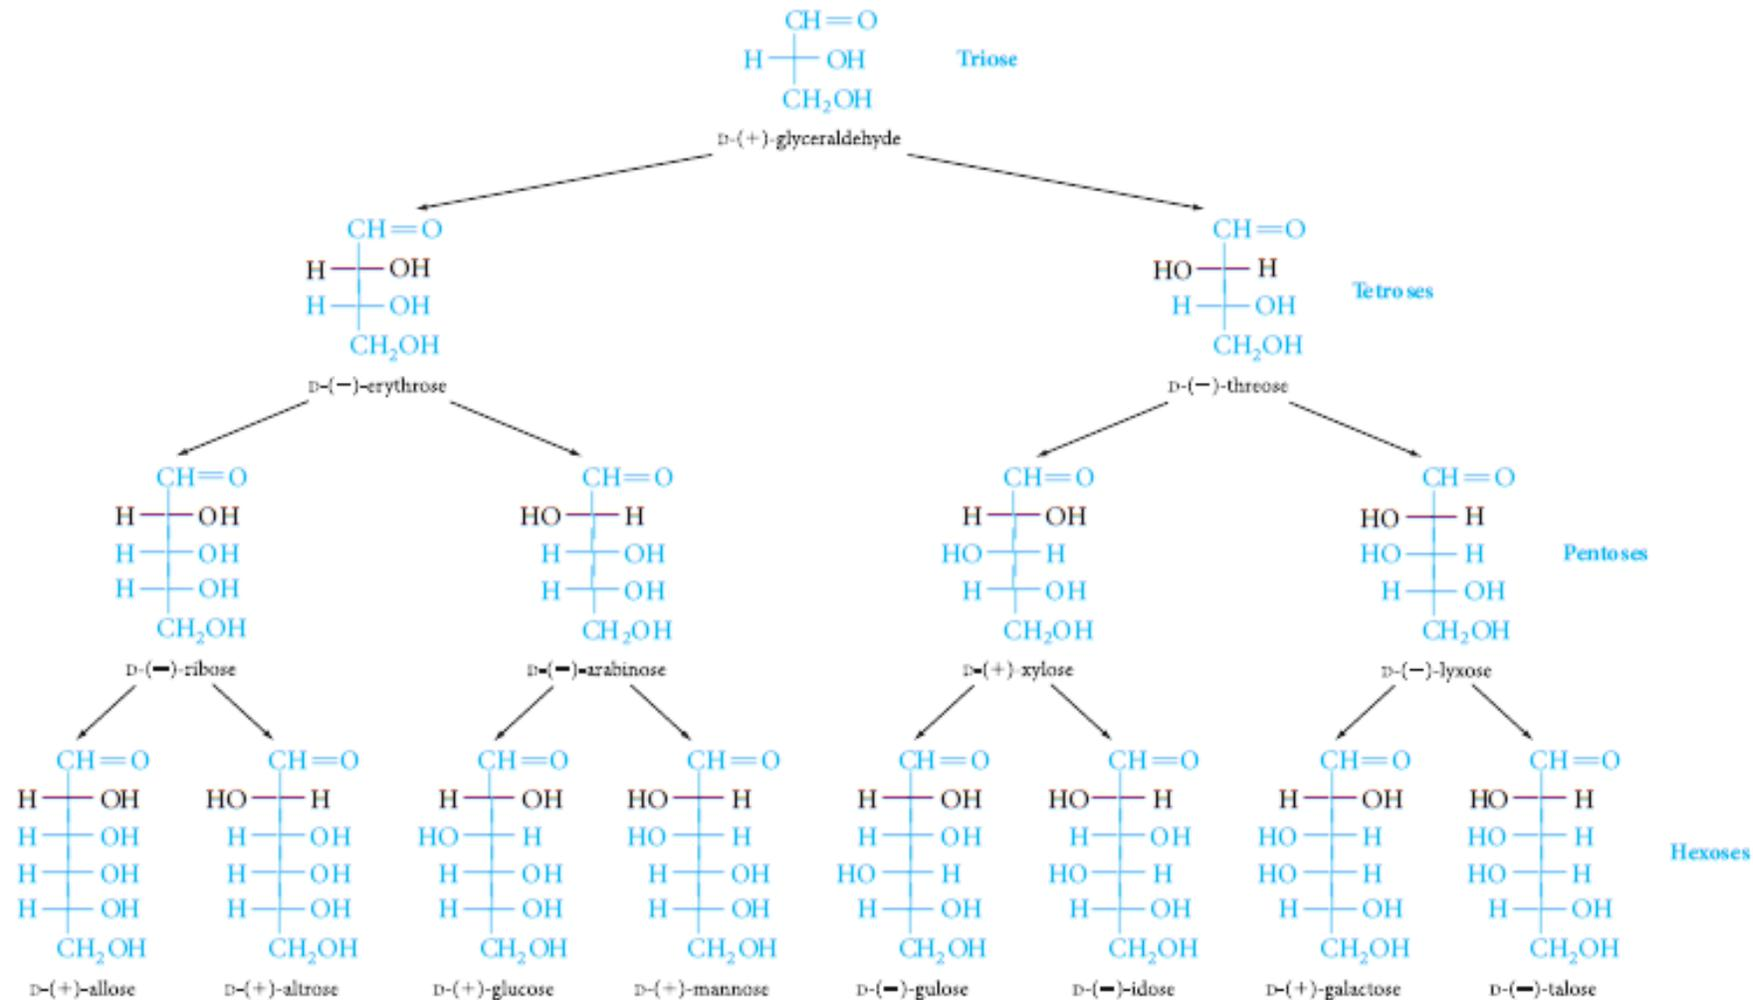 CH=O
H OH Triose
CH₂OH
D-(+)-glyceraldehyde
CH=O CH=O
H OH HO H
Tetroses
H OH H OH
CH₂OH CH₂OH
D-(−)-erythrose D-(−)-threose
CH=O CH=O CH=O CH=O
H OH HO H H OH HO H
H OH H OH HO H HO H Pentoses
H OH H OH H OH H OH
CH₂OH CH₂OH CH₂OH CH₂OH
D-(−)-ribose D-(−)-arabinose D-(+)-xylose D-(−)-lyxose
CH=O CH=O CH=O CH=O CH=O CH=O CH=O CH=O
H OH HO H H OH HO H H OH HO H H OH HO H
H OH H OH HO H HO H H OH H OH HO H HO H
Hexoses
H OH H OH H OH H OH HO H HO H HO H HO H
H OH H OH H OH H OH H OH H OH H OH H OH
CH₂OH CH₂OH CH₂OH CH₂OH CH₂OH CH₂OH CH₂OH CH₂OH
D-(+)-allose D-(+)-altrose D-(+)-glucose D-(+)-mannose D-(−)-gulose D-(−)-idose D-(+)-galactose D-(−)-talose